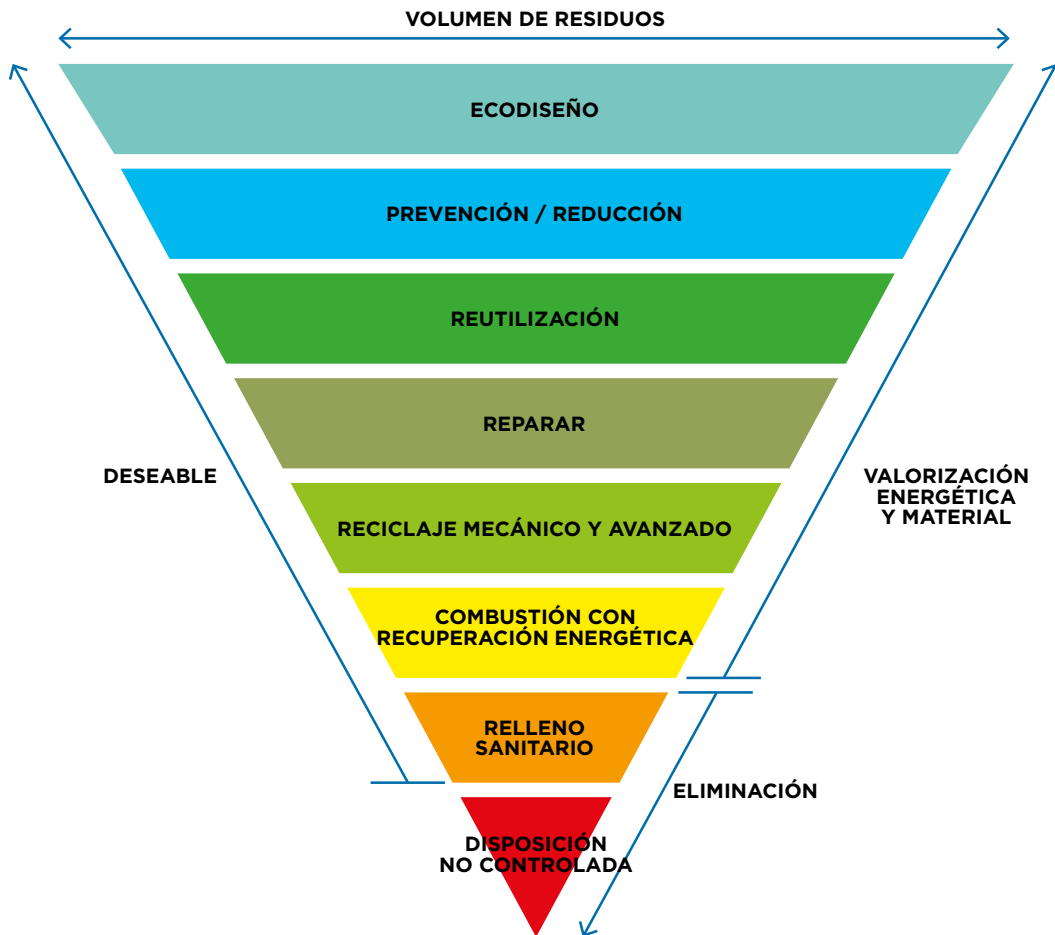 VOLUMEN DE RESIDUOS
ECODISEÑO
PREVENCIÓN / REDUCCIÓN
REUTILIZACIÓN
REPARAR
DESEABLE
VALORIZACIÓN
ENERGÉTICA
Y MATERIAL
RECICLAJE MECÁNICO Y AVANZADO
COMBUSTIÓN CON
RECUPERACIÓN ENERGÉTICA
RELLENO
SANITARIO
ELIMINACIÓN
DISPOSICIÓN
NO CONTROLADA